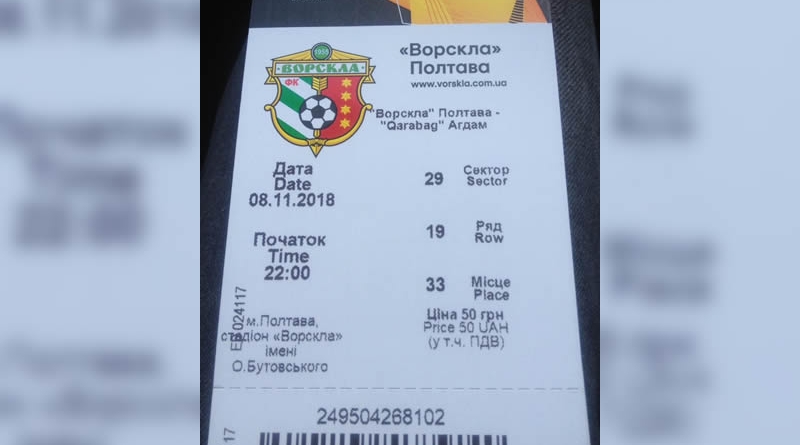 1955
ВОРСКЛА
ФК
«Ворскла»
Полтава
www.vorskla.com.ua
"Ворскла" Полтава -
"Qarabag" Агдам
Дата
Date
08.11.2018
29 Сектор
Sector
Початок
Time
22:00
19 Ряд
Row
33 Місце
Place
Ціна 50 грн
Price 50 UAH
(у т.ч. ПДВ)
024117
м.Полтава,
стадіон «Ворскла»
імені
О.Бутовського
249504268102
17